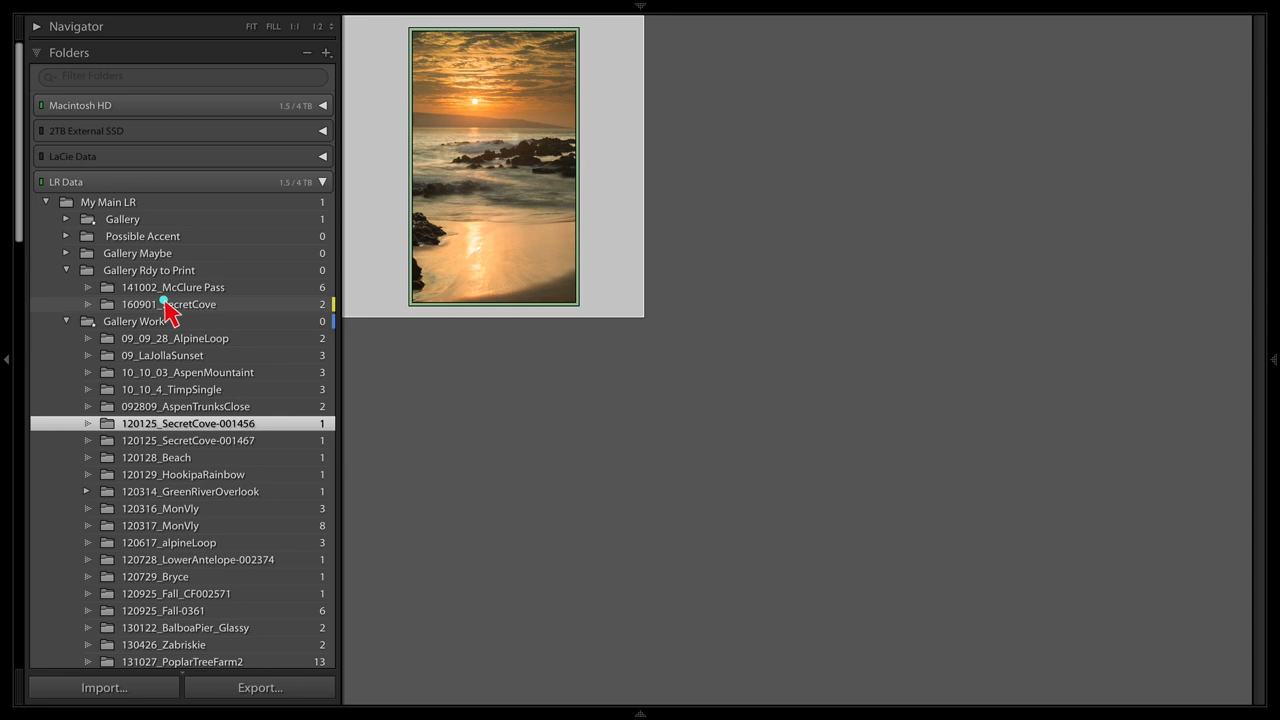 Navigator FIT FILL 1:1 1:2
Folders
Filter Folders
Macintosh HD 1.5 / 4 TB
2TB External SSD
LaCie Data
LR Data 1.5 / 4 TB
My Main LR 1
Gallery 1
Possible Accent 0
Gallery Maybe 0
Gallery Rdy to Print 0
141002_McClure Pass 6
160901_SecretCove 2
Gallery Work 0
09_09_28_AlpineLoop 2
09_LaJollaSunset 3
10_10_03_AspenMountaint 3
10_10_4_TimpSingle 3
092809_AspenTrunksClose 2
120125_SecretCove-001456 1
120125_SecretCove-001467 1
120128_Beach 1
120129_HookipaRainbow 1
120314_GreenRiverOverlook 1
120316_MonVly 3
120317_MonVly 8
120617_alpineLoop 3
120728_LowerAntelope-002374 1
120729_Bryce 1
120925_Fall_CF002571 1
120925_Fall-0361 6
130122_BalboaPier_Glassy 2
130426_Zabriskie 2
131027_PoplarTreeFarm2 13
Import... Export...